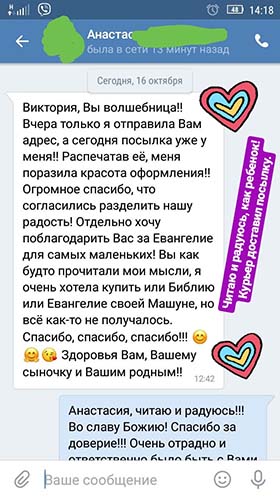 48 14:18
Анастасі
была в сети 13 минут назад
Сегодня, 16 октября
Виктория, Вы волшебница!!
Вчера только я отправила Вам
адрес, а сегодня посылка уже у
меня!! Распечатав её, меня
поразила красота оформления!!
Огромное спасибо, что
согласились разделить нашу
радость! Отдельно хочу
поблагодарить Вас за Евангелие
для самых маленьких! Вы как
будто прочитали мои мысли, я
очень хотела купить или Библию
или Евангелие своей Машуне, но
всё как-то не получалось.
Спасибо, спасибо, спасибо!!! 😊
🤗😘 Здоровья Вам, Вашему
сыночку и Вашим родным!!
12:42
Читаю и радуюсь, как ребенок!
Курьер доставил посылку.
Анастасия, читаю и радуюсь!!!
Во славу Божию! Спасибо за
доверие!!! Очень отрадно и
ответственно было быть с Вами
Ваше сообщение